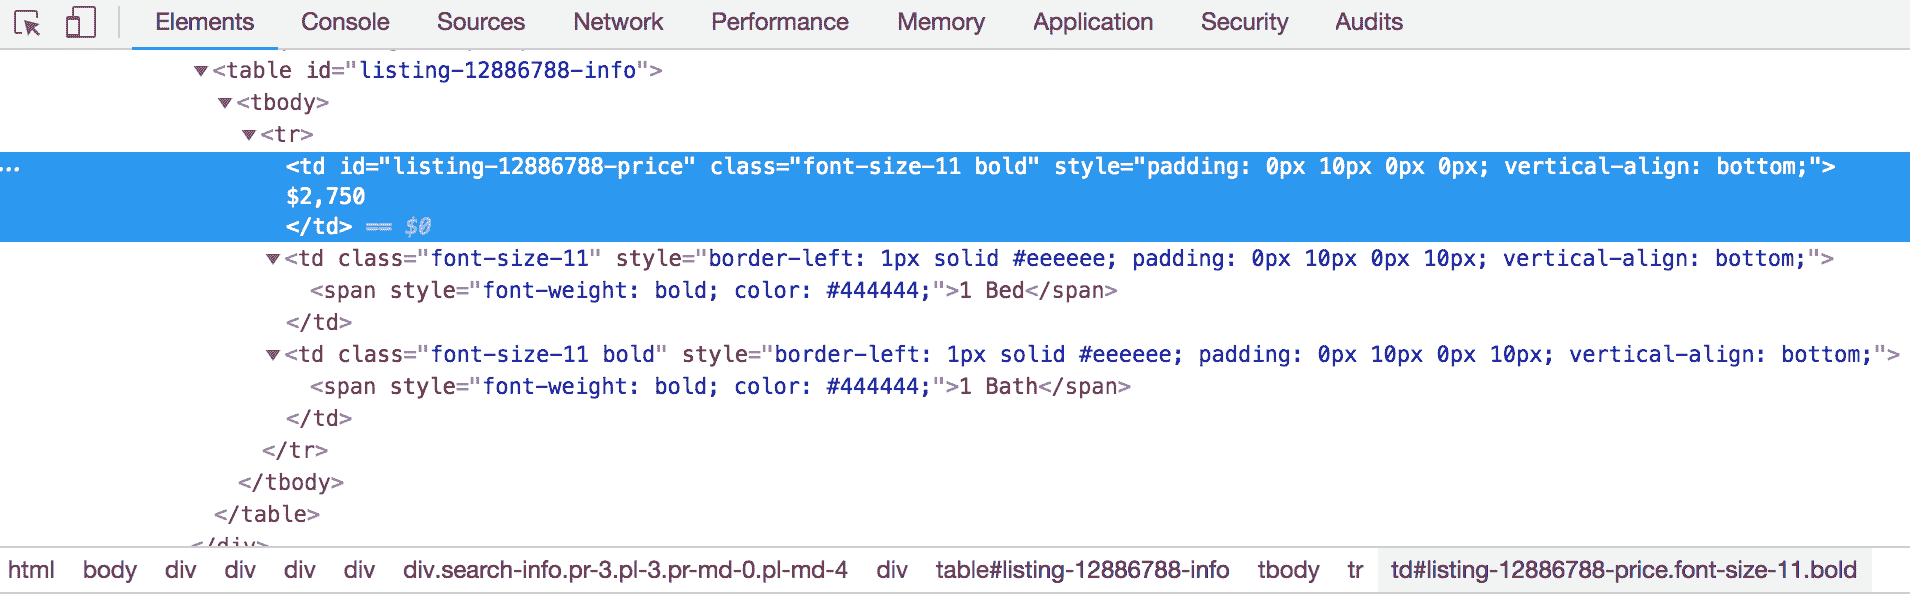 Elements Console Sources Network Performance Memory Application Security Audits
<table id="listing-12886788-info">
<tbody>
<tr>
<td id="listing-12886788-price" class="font-size-11 bold" style="padding: 0px 10px 0px 0px; vertical-align: bottom;">
$2,750
</td> == $0
<td class="font-size-11" style="border-left: 1px solid #eeeeee; padding: 0px 10px 0px 10px; vertical-align: bottom;">
<span style="font-weight: bold; color: #444444;">1 Bed</span>
</td>
<td class="font-size-11 bold" style="border-left: 1px solid #eeeeee; padding: 0px 10px 0px 10px; vertical-align: bottom;">
<span style="font-weight: bold; color: #444444;">1 Bath</span>
</td>
</tr>
</tbody>
</table>
</div>
html body div div div div div.search-info.pr-3.pl-3.pr-md-0.pl-md-4 div table#listing-12886788-info tbody tr td#listing-12886788-price.font-size-11.bold